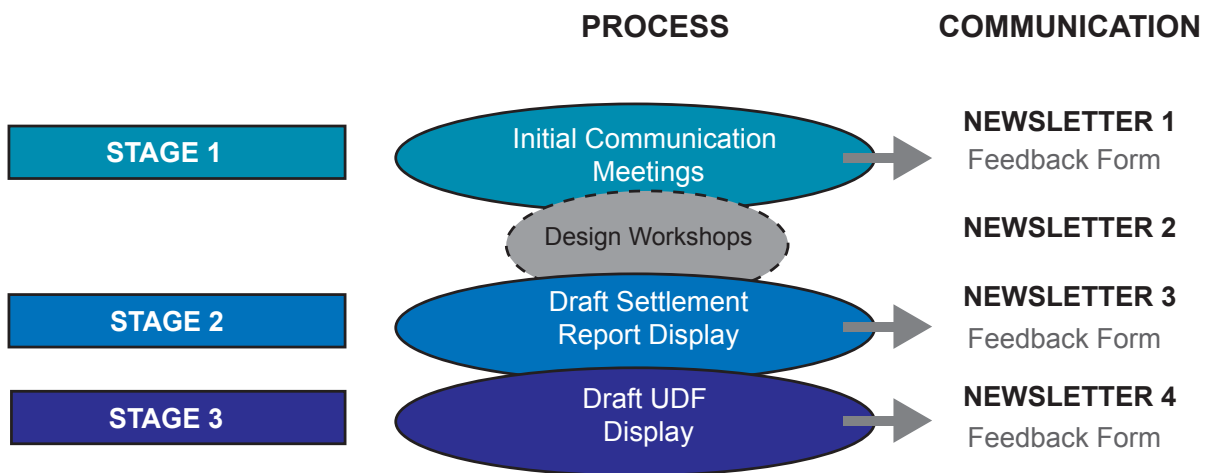 PROCESS
COMMUNICATION
STAGE 1
Initial Communication
Meetings
NEWSLETTER 1
Feedback Form
Design Workshops
NEWSLETTER 2
STAGE 2
Draft Settlement
Report Display
NEWSLETTER 3
Feedback Form
STAGE 3
Draft UDF
Display
NEWSLETTER 4
Feedback Form